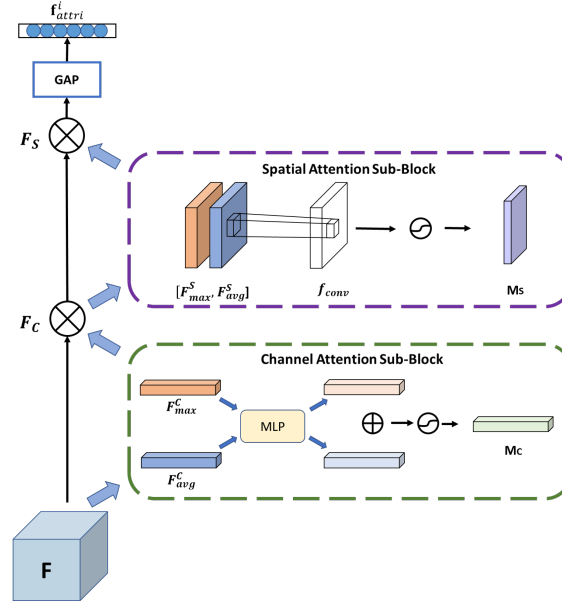 f^i_attri
GAP
F_S
Spatial Attention Sub-Block
[F^S_max, F^S_avg]
f_conv
Ms
F_C
Channel Attention Sub-Block
F^C_max
MLP
Mc
F^C_avg
F